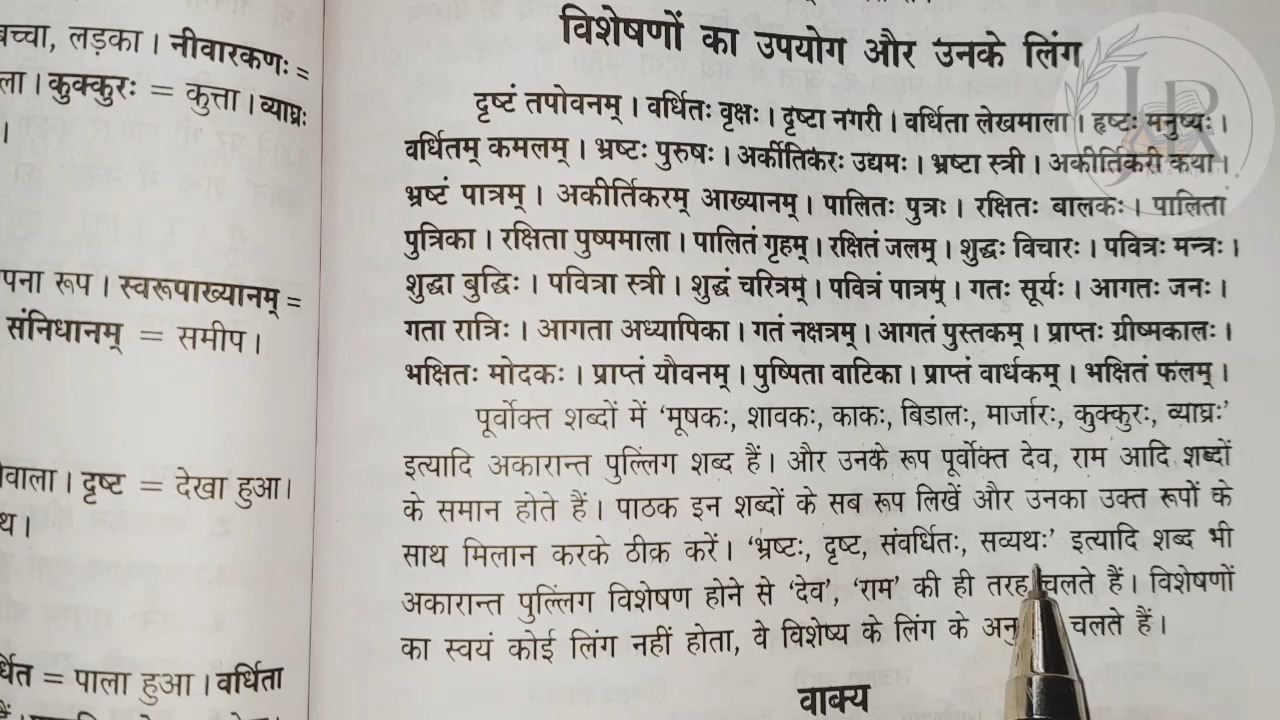 बच्चा, लड़का । नीवारकणः =
ला । कुक्कुरः = कुत्ता । व्याघ्रः
।
पना रूप । स्वरूपाख्यानम् =
संनिधानम् = समीप ।
वाला । दृष्ट = देखा हुआ ।
थ ।
र्धित = पाला हुआ । वर्धिता
विशेषणों का उपयोग और उनके लिंग
दृष्टं तपोवनम् । वर्धितः वृक्षः । दृष्टा नगरी । वर्धिता लेखमाला । हृष्टः मनुष्यः ।
वर्धितम् कमलम् । भ्रष्टः पुरुषः । अर्कीतिकरः उद्यमः । भ्रष्टा स्त्री । अकीर्तिकरी कथा ।
भ्रष्टं पात्रम् । अकीर्तिकरम् आख्यानम् । पालितः पुत्रः । रक्षितः बालकः । पालिता
पुत्रिका । रक्षिता पुष्पमाला । पालितं गृहम् । रक्षितं जलम् । शुद्धः विचारः । पवित्रः मन्त्रः ।
शुद्धा बुद्धिः । पवित्रा स्त्री । शुद्धं चरित्रम् । पवित्रं पात्रम् । गतः सूर्यः । आगतः जनः ।
गता रात्रिः । आगता अध्यापिका । गतं नक्षत्रम् । आगतं पुस्तकम् । प्राप्तः ग्रीष्मकालः ।
भक्षितः मोदकः । प्राप्तं यौवनम् । पुष्पिता वाटिका । प्राप्तं वार्धकम् । भक्षितं फलम् ।
पूर्वोक्त शब्दों में ‘मूषकः, शावकः, काकः, बिडालः, मार्जारः, कुक्कुरः, व्याघ्रः’
इत्यादि अकारान्त पुल्लिंग शब्द हैं । और उनके रूप पूर्वोक्त देव, राम आदि शब्दों
के समान होते हैं । पाठक इन शब्दों के सब रूप लिखें और उनका उक्त रूपों के
साथ मिलान करके ठीक करें । ‘भ्रष्टः, दृष्ट, संवर्धितः, सव्यथः’ इत्यादि शब्द भी
अकारान्त पुल्लिंग विशेषण होने से ‘देव’, ‘राम’ की ही तरह चलते हैं । विशेषणों
का स्वयं कोई लिंग नहीं होता, वे विशेष्य के लिंग के अनु चलते हैं ।
वाक्य